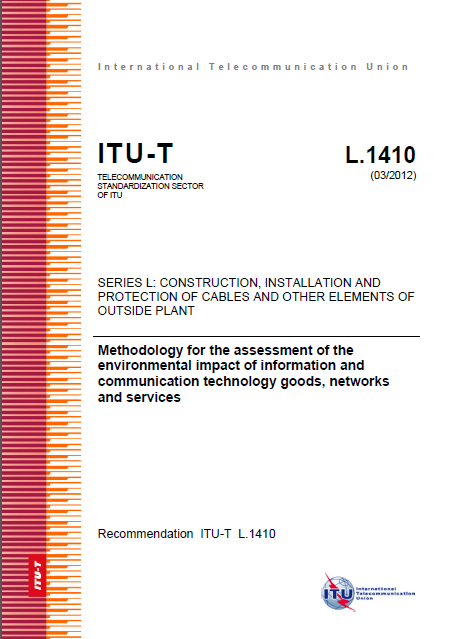 International Telecommunication Union
ITU-T
L.1410
TELECOMMUNICATION
STANDARDIZATION SECTOR
OF ITU
(03/2012)
SERIES L: CONSTRUCTION, INSTALLATION AND
PROTECTION OF CABLES AND OTHER ELEMENTS OF
OUTSIDE PLANT
Methodology for the assessment of the
environmental impact of information and
communication technology goods, networks
and services
Recommendation ITU-T L.1410
ITU-T
ITU
International
Telecommunication
Union